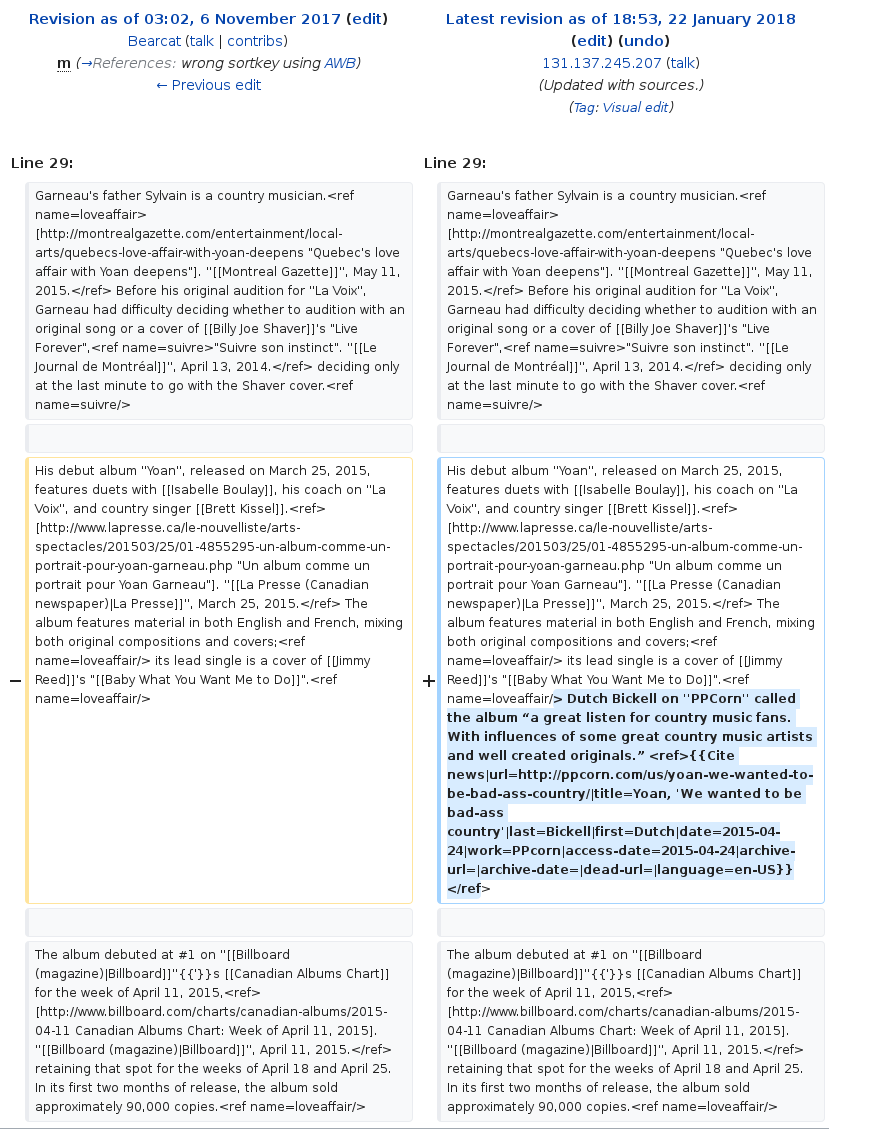 Revision as of 03:02, 6 November 2017 (edit)
Bearcat (talk | contribs)
m (→References: wrong sortkey using AWB)
← Previous edit
Latest revision as of 18:53, 22 January 2018
(edit) (undo)
131.137.245.207 (talk)
(Updated with sources.)
(Tag: Visual edit)
Line 29:
Line 29:
Garneau's father Sylvain is a country musician.<ref
name=loveaffair>
[http://montrealgazette.com/entertainment/local-
arts/quebecs-love-affair-with-yoan-deepens "Quebec's love
affair with Yoan deepens"]. ''[[Montreal Gazette]]'', May 11,
2015.</ref> Before his original audition for ''La Voix'',
Garneau had difficulty deciding whether to audition with an
original song or a cover of [[Billy Joe Shaver]]'s "Live
Forever",<ref name=suivre>"Suivre son instinct". ''[[Le
Journal de Montréal]]'', April 13, 2014.</ref> deciding only
at the last minute to go with the Shaver cover.<ref
name=suivre/>
Garneau's father Sylvain is a country musician.<ref
name=loveaffair>
[http://montrealgazette.com/entertainment/local-
arts/quebecs-love-affair-with-yoan-deepens "Quebec's love
affair with Yoan deepens"]. ''[[Montreal Gazette]]'', May 11,
2015.</ref> Before his original audition for ''La Voix'',
Garneau had difficulty deciding whether to audition with an
original song or a cover of [[Billy Joe Shaver]]'s "Live
Forever",<ref name=suivre>"Suivre son instinct". ''[[Le
Journal de Montréal]]'', April 13, 2014.</ref> deciding only
at the last minute to go with the Shaver cover.<ref
name=suivre/>
−
His debut album ''Yoan'', released on March 25, 2015,
features duets with [[Isabelle Boulay]], his coach on ''La
Voix'', and country singer [[Brett Kissel]].<ref>
[http://www.lapresse.ca/le-nouvelliste/arts-
spectacles/201503/25/01-4855295-un-album-comme-un-
portrait-pour-yoan-garneau.php "Un album comme un
portrait pour Yoan Garneau"]. ''[[La Presse (Canadian
newspaper)|La Presse]]'', March 25, 2015.</ref> The
album features material in both English and French, mixing
both original compositions and covers;<ref
name=loveaffair/> its lead single is a cover of [[Jimmy
Reed]]'s "[[Baby What You Want Me to Do]]".<ref
name=loveaffair/>
+
His debut album ''Yoan'', released on March 25, 2015,
features duets with [[Isabelle Boulay]], his coach on ''La
Voix'', and country singer [[Brett Kissel]].<ref>
[http://www.lapresse.ca/le-nouvelliste/arts-
spectacles/201503/25/01-4855295-un-album-comme-un-
portrait-pour-yoan-garneau.php "Un album comme un
portrait pour Yoan Garneau"]. ''[[La Presse (Canadian
newspaper)|La Presse]]'', March 25, 2015.</ref> The
album features material in both English and French, mixing
both original compositions and covers;<ref
name=loveaffair/> its lead single is a cover of [[Jimmy
Reed]]'s "[[Baby What You Want Me to Do]]".<ref
name=loveaffair/> Dutch Bickell on ''PPCorn'' called
the album “a great listen for country music fans.
With influences of some great country music artists
and well created originals.” <ref>{{Cite
news|url=http://ppcorn.com/us/yoan-we-wanted-to-
be-bad-ass-country/|title=Yoan, 'We wanted to be
bad-ass
country'|last=Bickell|first=Dutch|date=2015-04-
24|work=PPcorn|access-date=2015-04-24|archive-
url=|archive-date=|dead-url=|language=en-US}}
</ref>
The album debuted at #1 on ''[[Billboard
(magazine)|Billboard]]''{{'}}s [[Canadian Albums Chart]]
for the week of April 11, 2015,<ref>
[http://www.billboard.com/charts/canadian-albums/2015-
04-11 Canadian Albums Chart: Week of April 11, 2015].
''[[Billboard (magazine)|Billboard]]'', April 11, 2015.</ref>
retaining that spot for the weeks of April 18 and April 25.
In its first two months of release, the album sold
approximately 90,000 copies.<ref name=loveaffair/>
The album debuted at #1 on ''[[Billboard
(magazine)|Billboard]]''{{'}}s [[Canadian Albums Chart]]
for the week of April 11, 2015,<ref>
[http://www.billboard.com/charts/canadian-albums/2015-
04-11 Canadian Albums Chart: Week of April 11, 2015].
''[[Billboard (magazine)|Billboard]]'', April 11, 2015.</ref>
retaining that spot for the weeks of April 18 and April 25.
In its first two months of release, the album sold
approximately 90,000 copies.<ref name=loveaffair/>